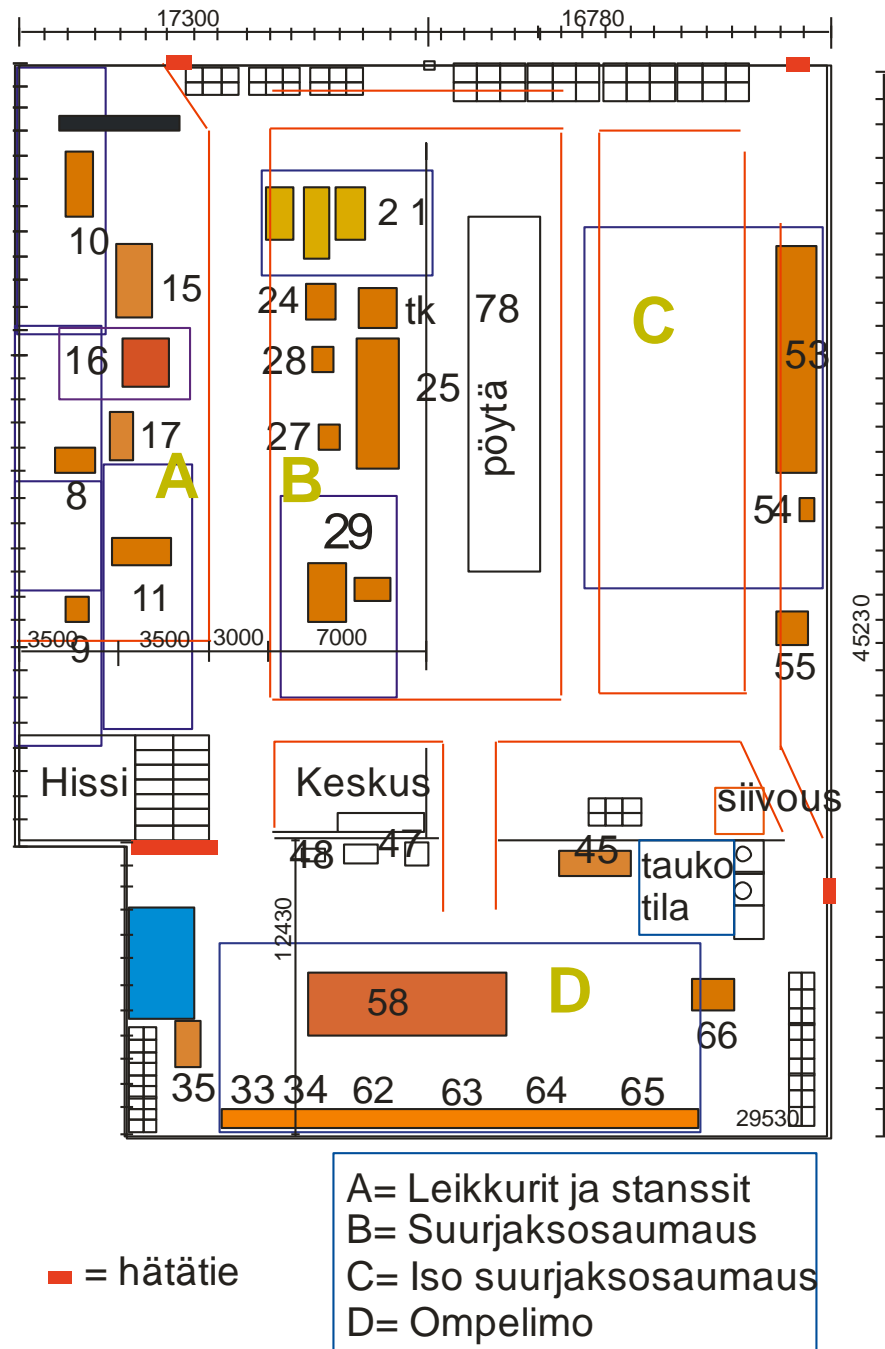 17300
16780
10
2 1
15
24
tk
78
C
16
28
25
53
pöytä
17
27
A
B
8
54
29
11
3500
9
3500
3000
7000
55
45230
Hissi
Keskus
siivous
48
47
45
tauko
tila
12430
58
D
66
35
33
34
62
63
64
65
29530
A= Leikkurit ja stanssit
B= Suurjaksosaumaus
C= Iso suurjaksosaumaus
D= Ompelimo
= hätätie